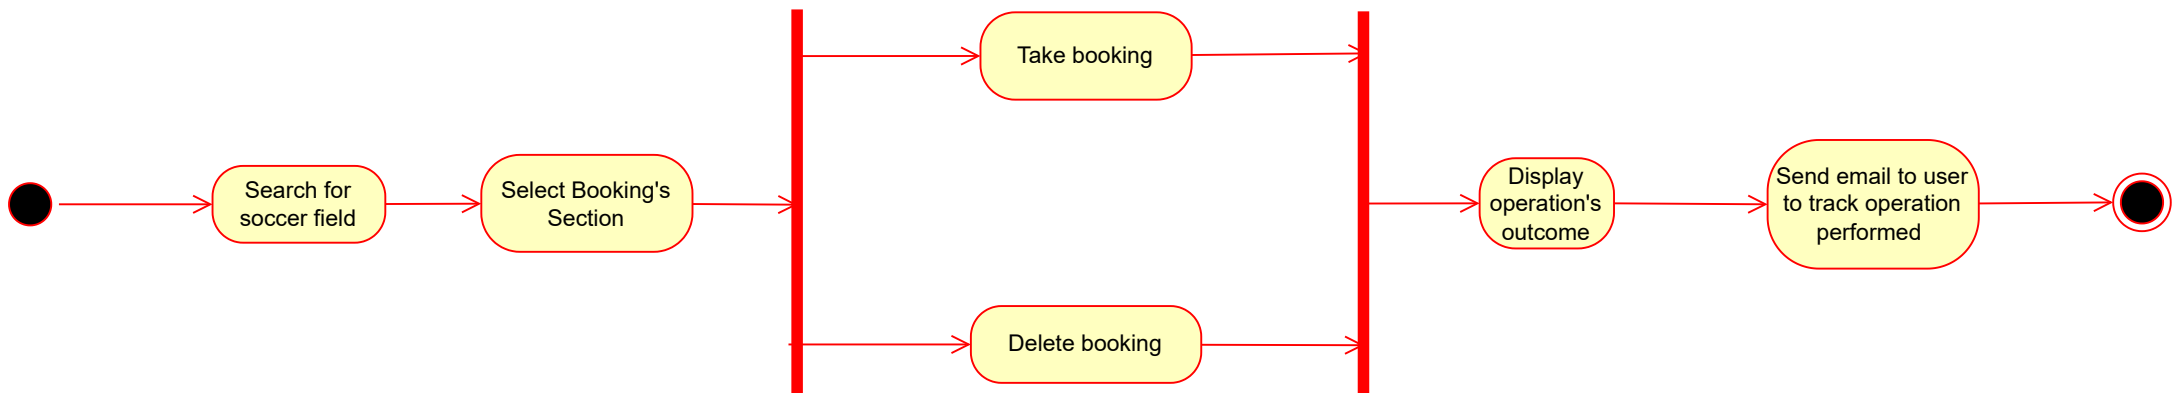 Search for
soccer field
Select Booking's
Section
Take booking
Delete booking
Display
operation's
outcome
Send email to user
to track operation
performed